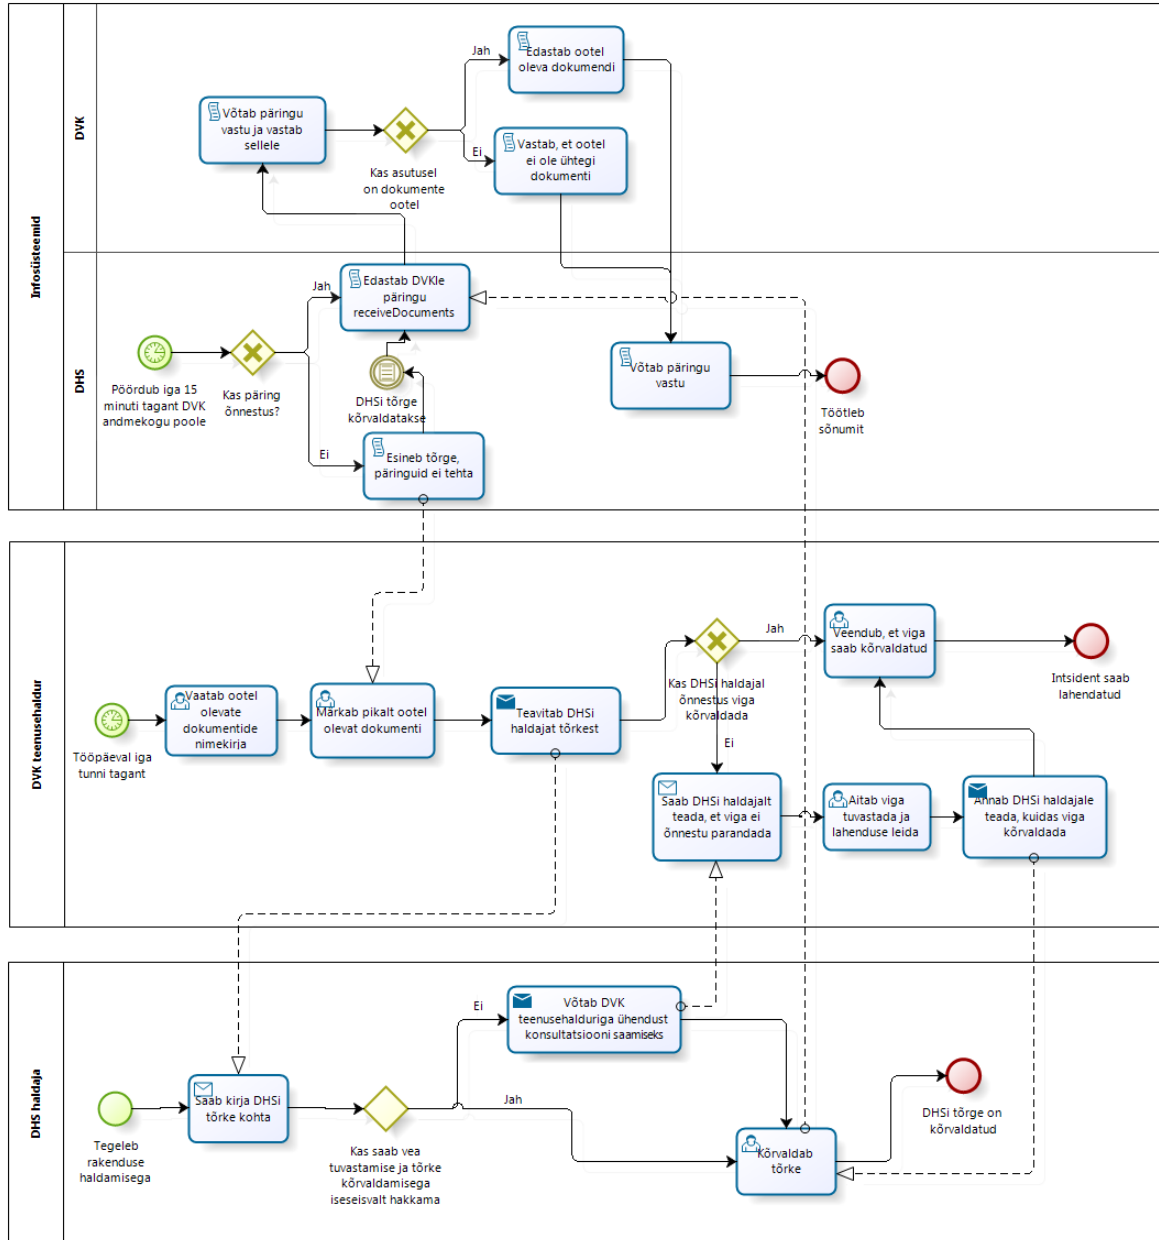 Infosüsteemid
DVK
Võtab päringu
vastu ja vastab
sellele
Kas asutusel
on dokumente
ootel
Jah
Edastab ootel
oleva dokumendi
Ei
Vastab, et ootel
ei ole ühtegi
dokumenti
DHS
Pöördub iga 15
minuti tagant DVK
andmekogu poole
Kas päring
õnnestus?
Jah
Edastab DVKle
päringu
receiveDocuments
DHSi tõrge
kõrvaldatakse
Ei
Esineb tõrge,
päringuid ei tehta
Võtab päringu
vastu
Töötleb
sõnumit
DVK teenusehaldur
Tööpäeval iga
tunni tagant
Vaatab ootel
olevate
dokumentide
nimekirja
Märkab pikalt ootel
olevat dokumenti
Teavitab DHSi
haldajat tõrkest
Kas DHSi haldajal
õnnestus viga
kõrvaldada
Jah
Veendub, et viga
saab kõrvaldatud
Intsident saab
lahendatud
Ei
Saab DHSi haldajalt
teada, et viga ei
õnnestu parandada
Aitab viga
tuvastada ja
lahenduse leida
Annab DHSi haldajale
teada, kuidas viga
kõrvaldada
DHS haldaja
Tegeleb
rakenduse
haldamisega
Saab kirja DHSi
tõrke kohta
Kas saab vea
tuvastamise ja tõrke
kõrvaldamisega
iseseisvalt hakkama
Ei
Võtab DVK
teenusehalduriga ühendust
konsultatsiooni saamiseks
Jah
Kõrvaldab
tõrke
DHSi tõrge on
kõrvaldatud